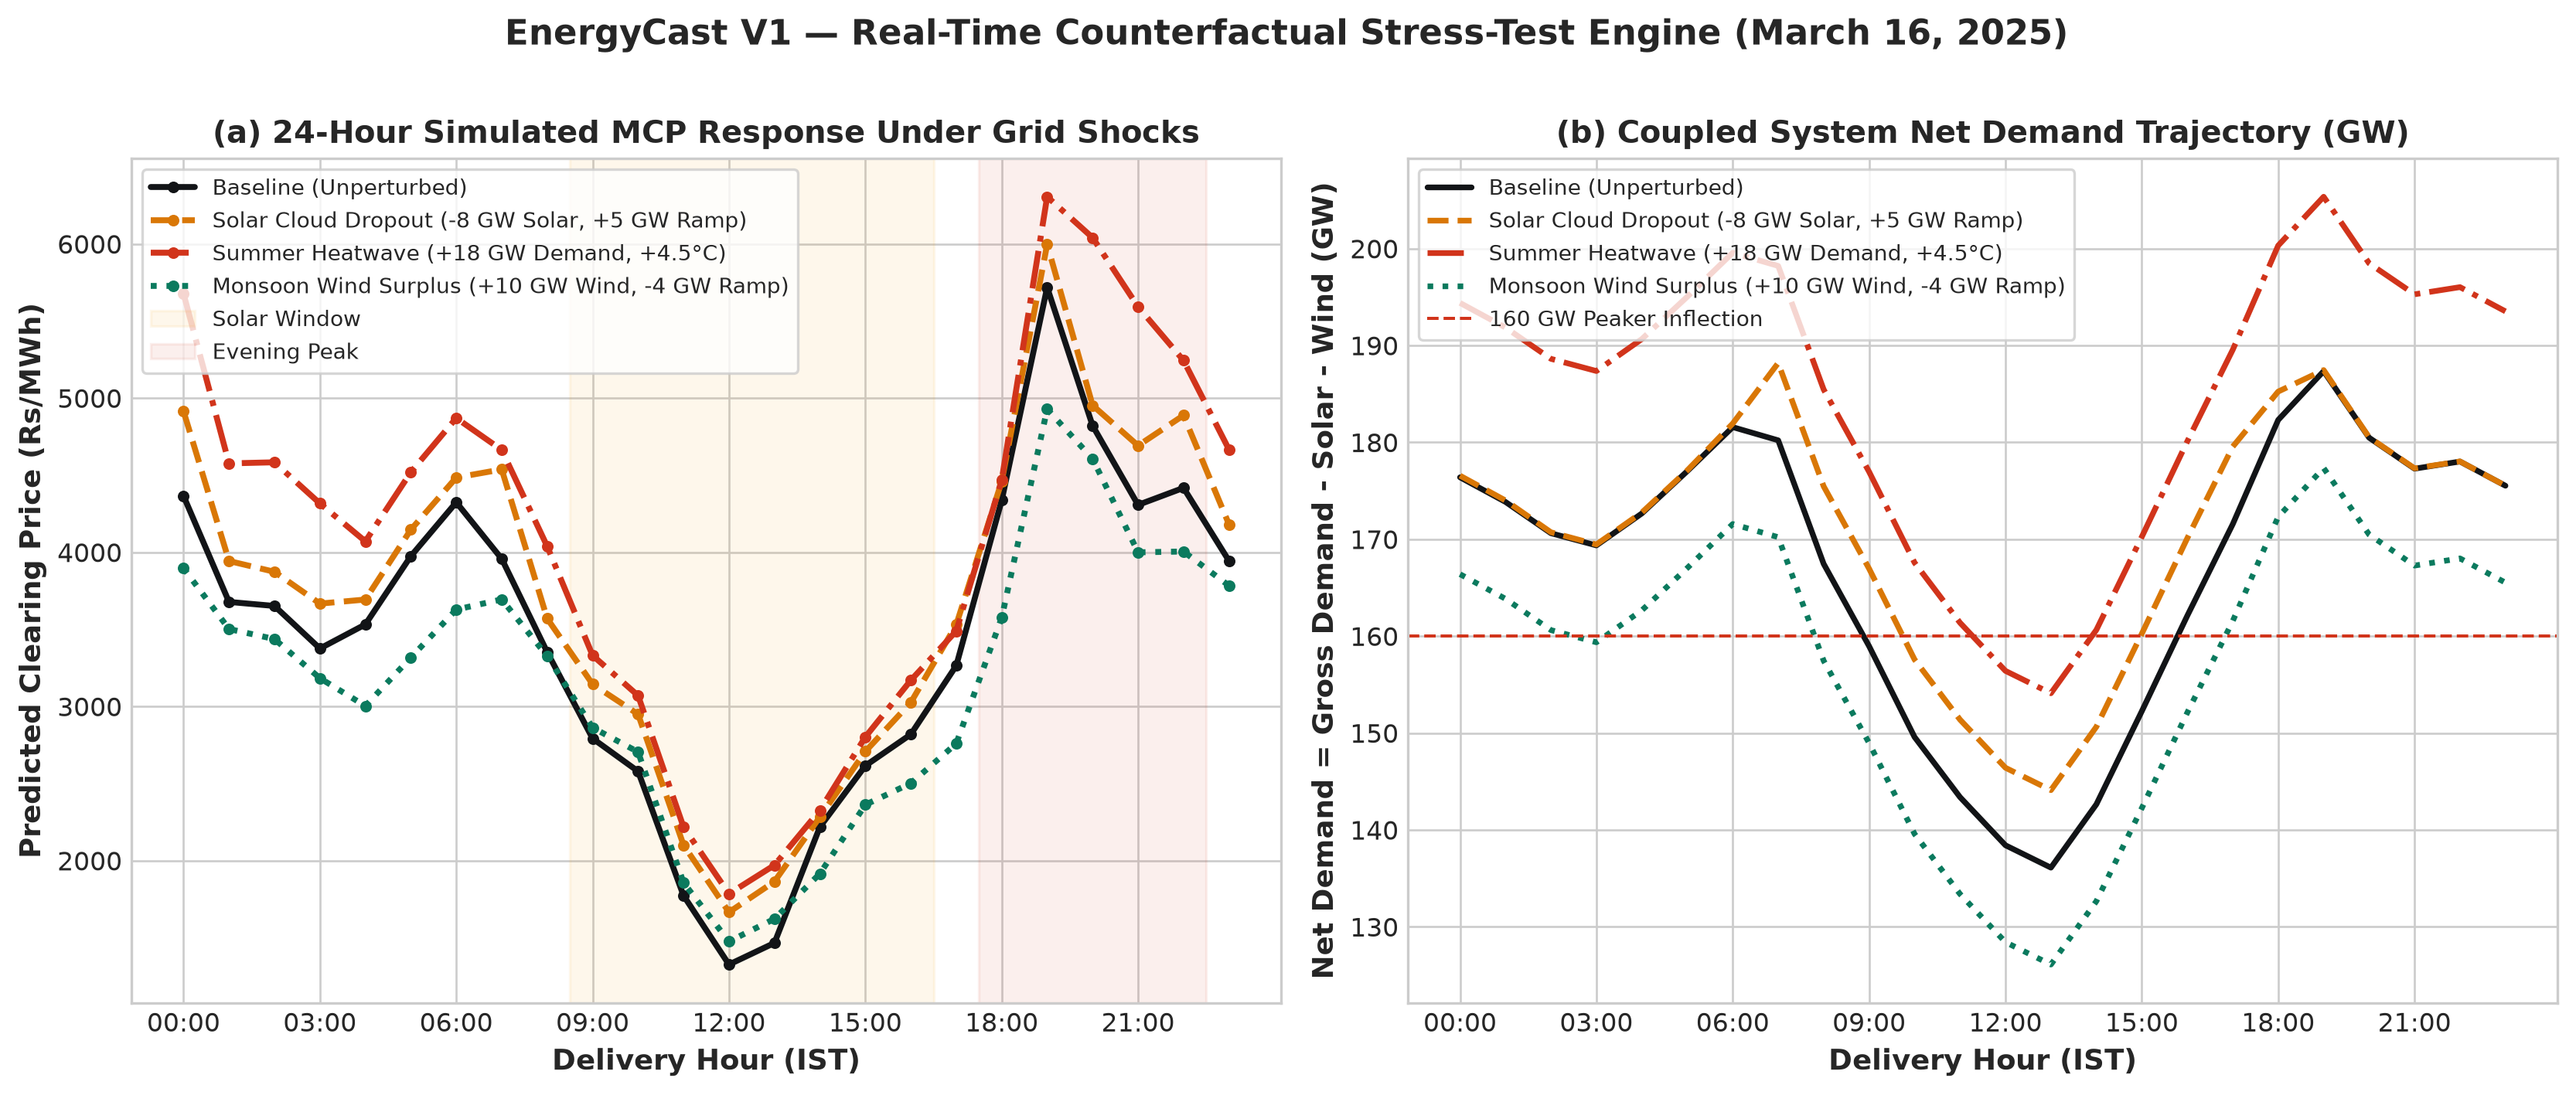 EnergyCast V1 — Real-Time Counterfactual Stress-Test Engine (March 16, 2025)
(a) 24-Hour Simulated MCP Response Under Grid Shocks
Predicted Clearing Price (Rs/MWh)
6000
5000
4000
3000
2000
Baseline (Unperturbed)
Solar Cloud Dropout (-8 GW Solar, +5 GW Ramp)
Summer Heatwave (+18 GW Demand, +4.5°C)
Monsoon Wind Surplus (+10 GW Wind, -4 GW Ramp)
Solar Window
Evening Peak
00:00 03:00 06:00 09:00 12:00 15:00 18:00 21:00
Delivery Hour (IST)
(b) Coupled System Net Demand Trajectory (GW)
Net Demand = Gross Demand - Solar - Wind (GW)
200
190
180
170
160
150
140
130
Baseline (Unperturbed)
Solar Cloud Dropout (-8 GW Solar, +5 GW Ramp)
Summer Heatwave (+18 GW Demand, +4.5°C)
Monsoon Wind Surplus (+10 GW Wind, -4 GW Ramp)
160 GW Peaker Inflection
00:00 03:00 06:00 09:00 12:00 15:00 18:00 21:00
Delivery Hour (IST)